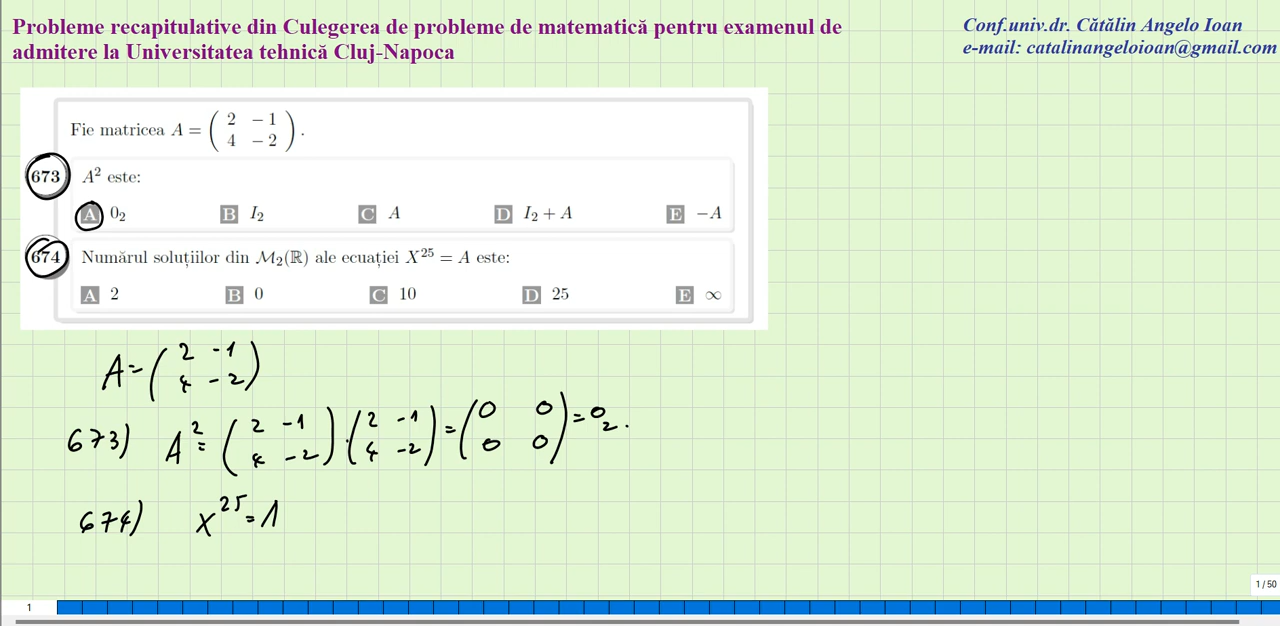 Probleme recapitulative din Culegerea de probleme de matematică pentru examenul de
admitere la Universitatea tehnică Cluj-Napoca
Conf.univ.dr. Cătălin Angelo Ioan
e-mail: catalinangeloioan@gmail.com
Fie matricea A = ( 2 −1 ; 4 −2 ).
673 A² este:
A 0₂ B I₂ C A D I₂ + A E −A
674 Numărul soluțiilor din M₂(ℝ) ale ecuației X²⁵ = A este:
A 2 B 0 C 10 D 25 E ∞
A = ( 2 -1 ; 4 -2 )
673) A² = ( 2 -1 ; 4 -2 ) · ( 2 -1 ; 4 -2 ) = ( 0 0 ; 0 0 ) = 0₂.
674) X²⁵ = A
1/50
1